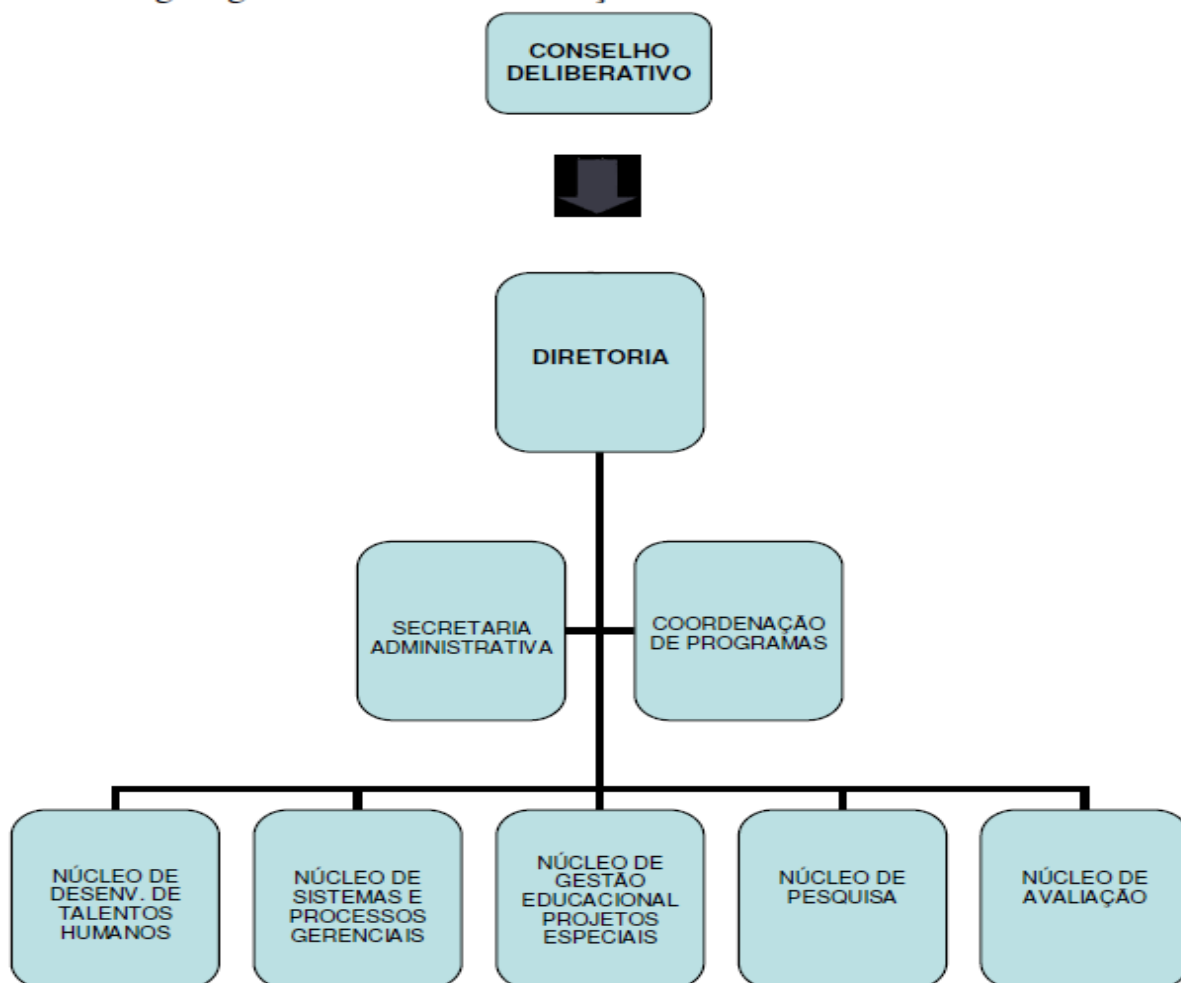 CONSELHO
DELIBERATIVO
DIRETORIA
SECRETARIA
ADMINISTRATIVA
COORDENAÇÃO
DE PROGRAMAS
NÚCLEO DE
DESENV. DE
TALENTOS
HUMANOS
NÚCLEO DE
SISTEMAS E
PROCESSOS
GERENCIAIS
NÚCLEO DE
GESTÃO
EDUCACIONAL
PROJETOS
ESPECIAIS
NÚCLEO DE
PESQUISA
NÚCLEO DE
AVALIAÇÃO